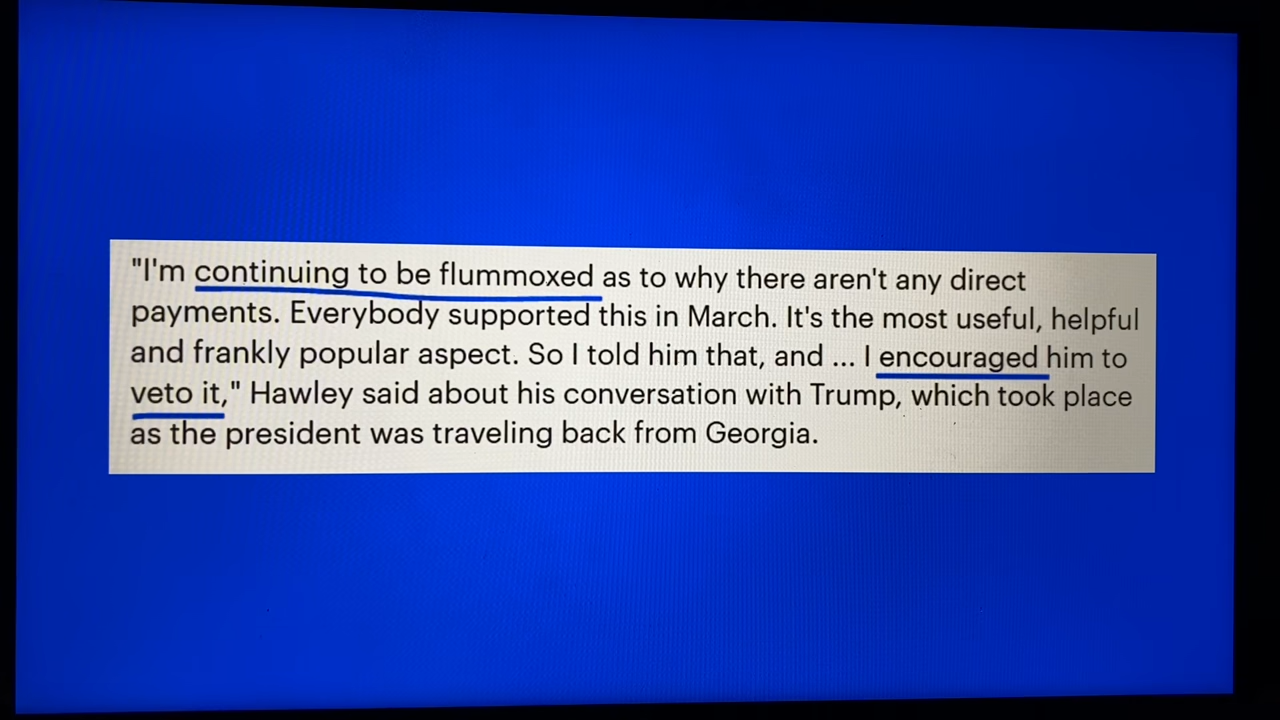 "I'm continuing to be flummoxed as to why there aren't any direct
payments. Everybody supported this in March. It's the most useful, helpful
and frankly popular aspect. So I told him that, and ... I encouraged him to
veto it," Hawley said about his conversation with Trump, which took place
as the president was traveling back from Georgia.